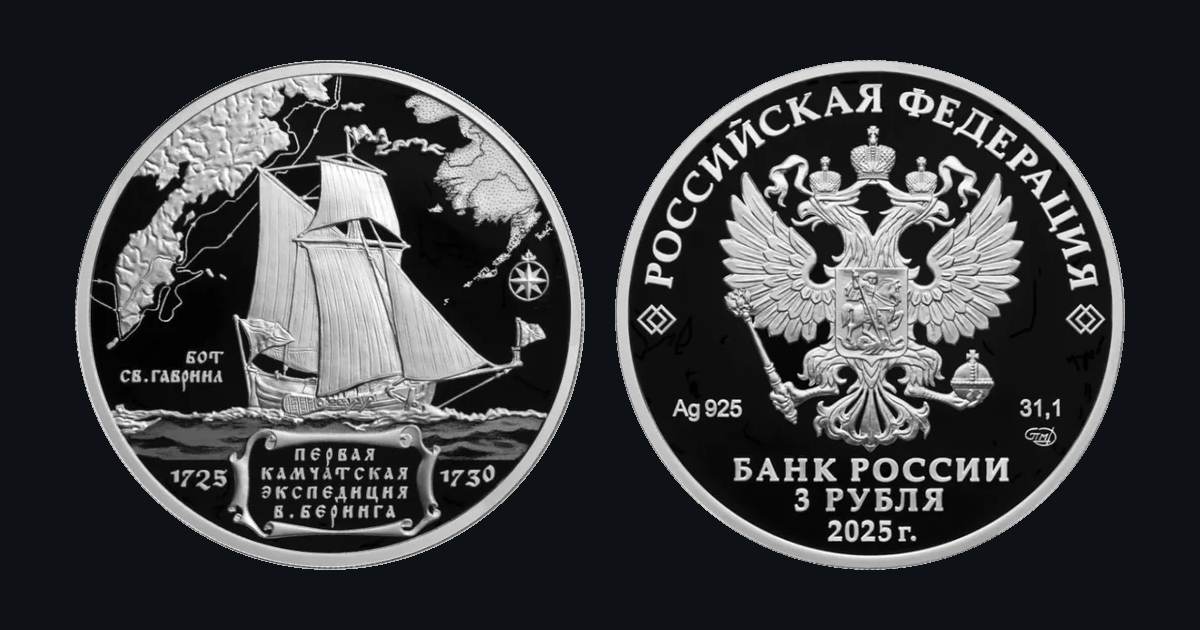 БОТ
СВ. ГАВРИИЛ
1725
ПЕРВАЯ
КАМЧАТСКАЯ
ЭКСПЕДИЦИЯ
В. БЕРИНГА
1730
РОССИЙСКАЯ ФЕДЕРАЦИЯ
Ag 925
31,1
СПМД
БАНК РОССИИ
3 РУБЛЯ
2025 г.